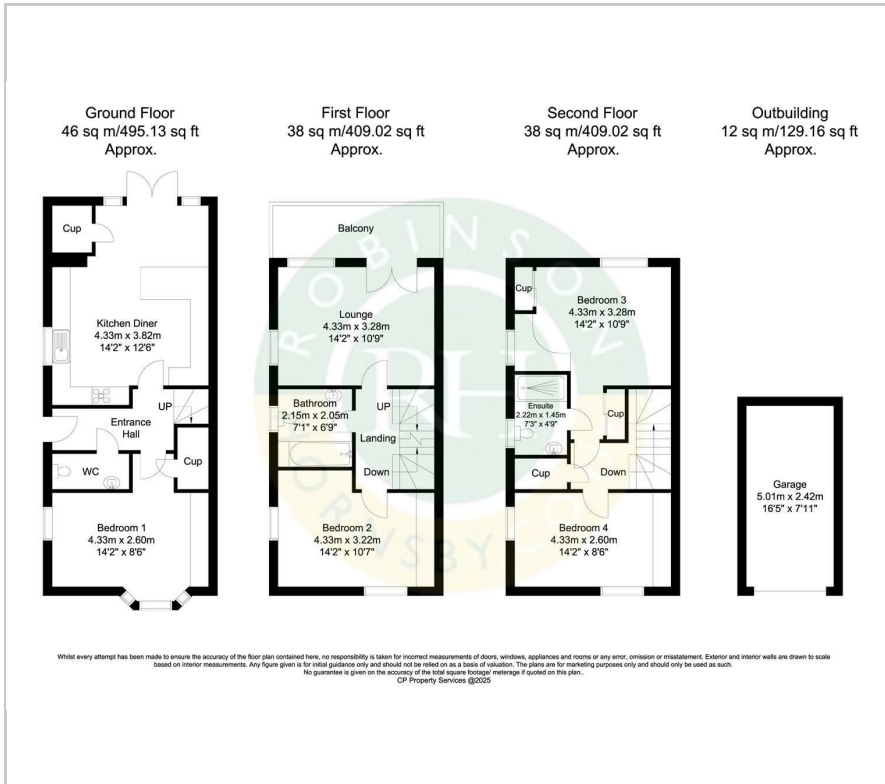 Ground Floor
46 sq m/495.13 sq ft
Approx.
Cup
Kitchen Diner
4.33m x 3.82m
14'2" x 12'6"
UP
Entrance
Hall
WC
Cup
Bedroom 1
4.33m x 2.60m
14'2" x 8'6"
First Floor
38 sq m/409.02 sq ft
Approx.
Balcony
Lounge
4.33m x 3.28m
14'2" x 10'9"
Bathroom
2.15m x 2.05m
7'1" x 6'9"
UP
Landing
Down
Bedroom 2
4.33m x 3.22m
14'2" x 10'7"
Second Floor
38 sq m/409.02 sq ft
Approx.
Cup
Bedroom 3
4.33m x 3.28m
14'2" x 10'9"
Ensuite
2.22m x 1.45m
7'3" x 4'9"
Cup
Cup
Down
Bedroom 4
4.33m x 2.60m
14'2" x 8'6"
Outbuilding
12 sq m/129.16 sq ft
Approx.
Garage
5.01m x 2.42m
16'5" x 7'11"
ROBINSON
RH
HORNSBY.CO
Whilst every attempt has been made to ensure the accuracy of the floor plan contained here, no responsibility is taken for incorrect measurements of doors, windows, appliances and rooms or any error, omission or misstatement. Exterior and interior walls are drawn to scale
based on interior measurements. Any figure given is for initial guidance only and should not be relied on as a basis of valuation. The plans are for marketing purposes only and should only be used as such.
No guarantee is given on the accuracy of the total square footage/ meterage if quoted on this plan..
CP Property Services @2025